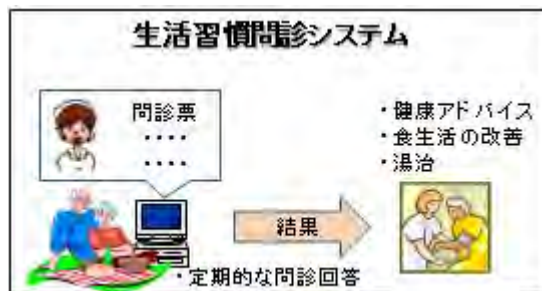 生活習慣問診システム
問診票
・・・・
・・・・
・健康アドバイス
・食生活の改善
・湯治
結果
・定期的な問診回答